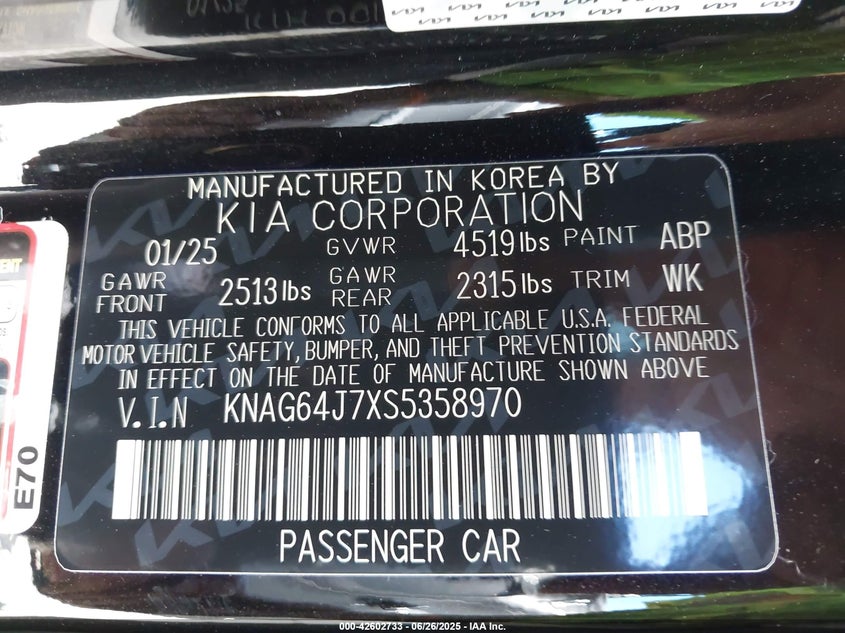 MANUFACTURED IN KOREA BY
KIA CORPORATION
01/25 GVWR 4519 lbs PAINT ABP
GAWR FRONT 2513 lbs GAWR REAR 2315 lbs TRIM WK
THIS VEHICLE CONFORMS TO ALL APPLICABLE U.S.A. FEDERAL
MOTOR VEHICLE SAFETY, BUMPER, AND THEFT PREVENTION STANDARDS
IN EFFECT ON THE DATE OF MANUFACTURE SHOWN ABOVE
V.I.N KNAG64J7XS5358970
PASSENGER CAR
E70
000-42602733 - 06/26/2025 - IAA Inc.